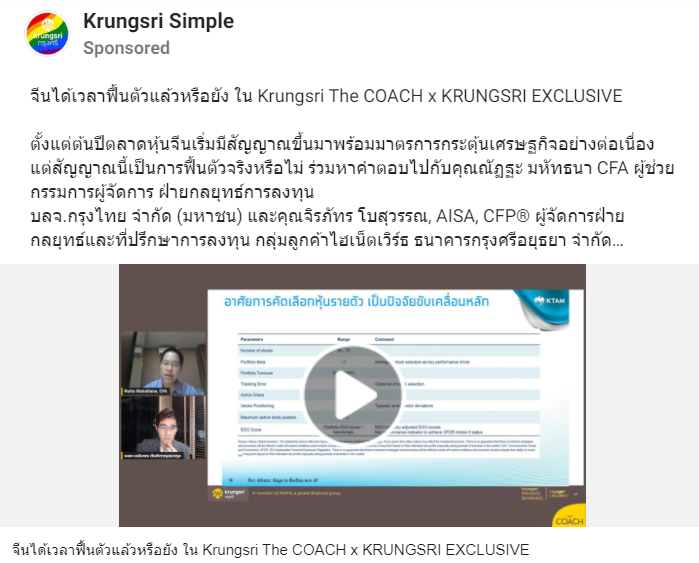 Krungsri Simple
Sponsored
krungsri
กรุงศรี
จีนได้เวลาฟื้นตัวแล้วหรือยัง ใน Krungsri The COACH x KRUNGSRI EXCLUSIVE
ตั้งแต่ต้นปีตลาดหุ้นจีนเริ่มมีสัญญาณขึ้นมาพร้อมมาตรการกระตุ้นเศรษฐกิจอย่างต่อเนื่อง
แต่สัญญาณนี้เป็นการฟื้นตัวจริงหรือไม่ ร่วมหาคำตอบไปกับคุณณัฏฐะ มหัทธนา CFA ผู้ช่วย
กรรมการผู้จัดการ ฝ่ายกลยุทธ์การลงทุน
บลจ.กรุงไทย จำกัด (มหาชน) และคุณจิรภัทร โบสุวรรณ, AISA, CFP® ผู้จัดการฝ่าย
กลยุทธ์และที่ปรึกษาการลงทุน กลุ่มลูกค้าไฮเน็ตเวิร์ธ ธนาคารกรุงศรีอยุธยา จำกัด...
อาศัยการคัดเลือกหุ้นรายตัว เป็นปัจจัยขับเคลื่อนหลัก
KTAM
Parameters Range Comment
Number of stocks
Portfolio Beta
Portfolio Turnover
Tracking Error
Active Share
Sector Positioning
Maximum active stock position
ESG Score
krungsri
กรุงศรี
A member of MUFG, a global financial group
COACH
จีนได้เวลาฟื้นตัวแล้วหรือยัง ใน Krungsri The COACH x KRUNGSRI EXCLUSIVE